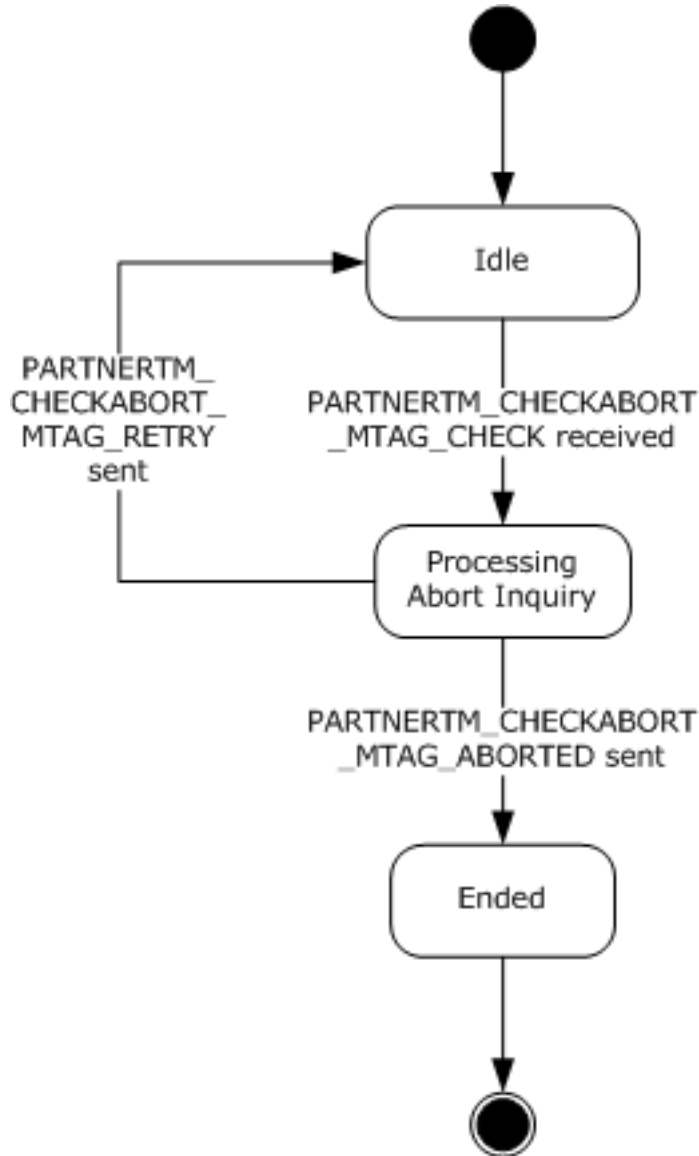 Idle
PARTNERTM_
CHECKABORT_
MTAG_RETRY
sent
PARTNERTM_CHECKABORT
_MTAG_CHECK received
Processing
Abort Inquiry
PARTNERTM_CHECKABORT
_MTAG_ABORTED sent
Ended